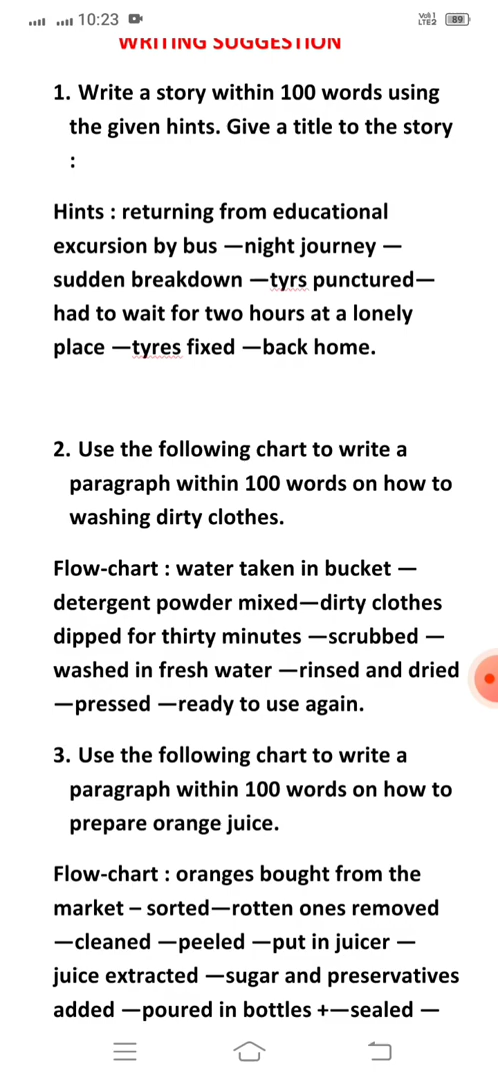 10:23
Vo1 LTE2 89
WRITING SUGGESTION
1. Write a story within 100 words using
the given hints. Give a title to the story
:
Hints : returning from educational
excursion by bus —night journey —
sudden breakdown —tyrs punctured—
had to wait for two hours at a lonely
place —tyres fixed —back home.
2. Use the following chart to write a
paragraph within 100 words on how to
washing dirty clothes.
Flow-chart : water taken in bucket —
detergent powder mixed—dirty clothes
dipped for thirty minutes —scrubbed —
washed in fresh water —rinsed and dried
—pressed —ready to use again.
3. Use the following chart to write a
paragraph within 100 words on how to
prepare orange juice.
Flow-chart : oranges bought from the
market – sorted—rotten ones removed
—cleaned —peeled —put in juicer —
juice extracted —sugar and preservatives
added —poured in bottles +—sealed —